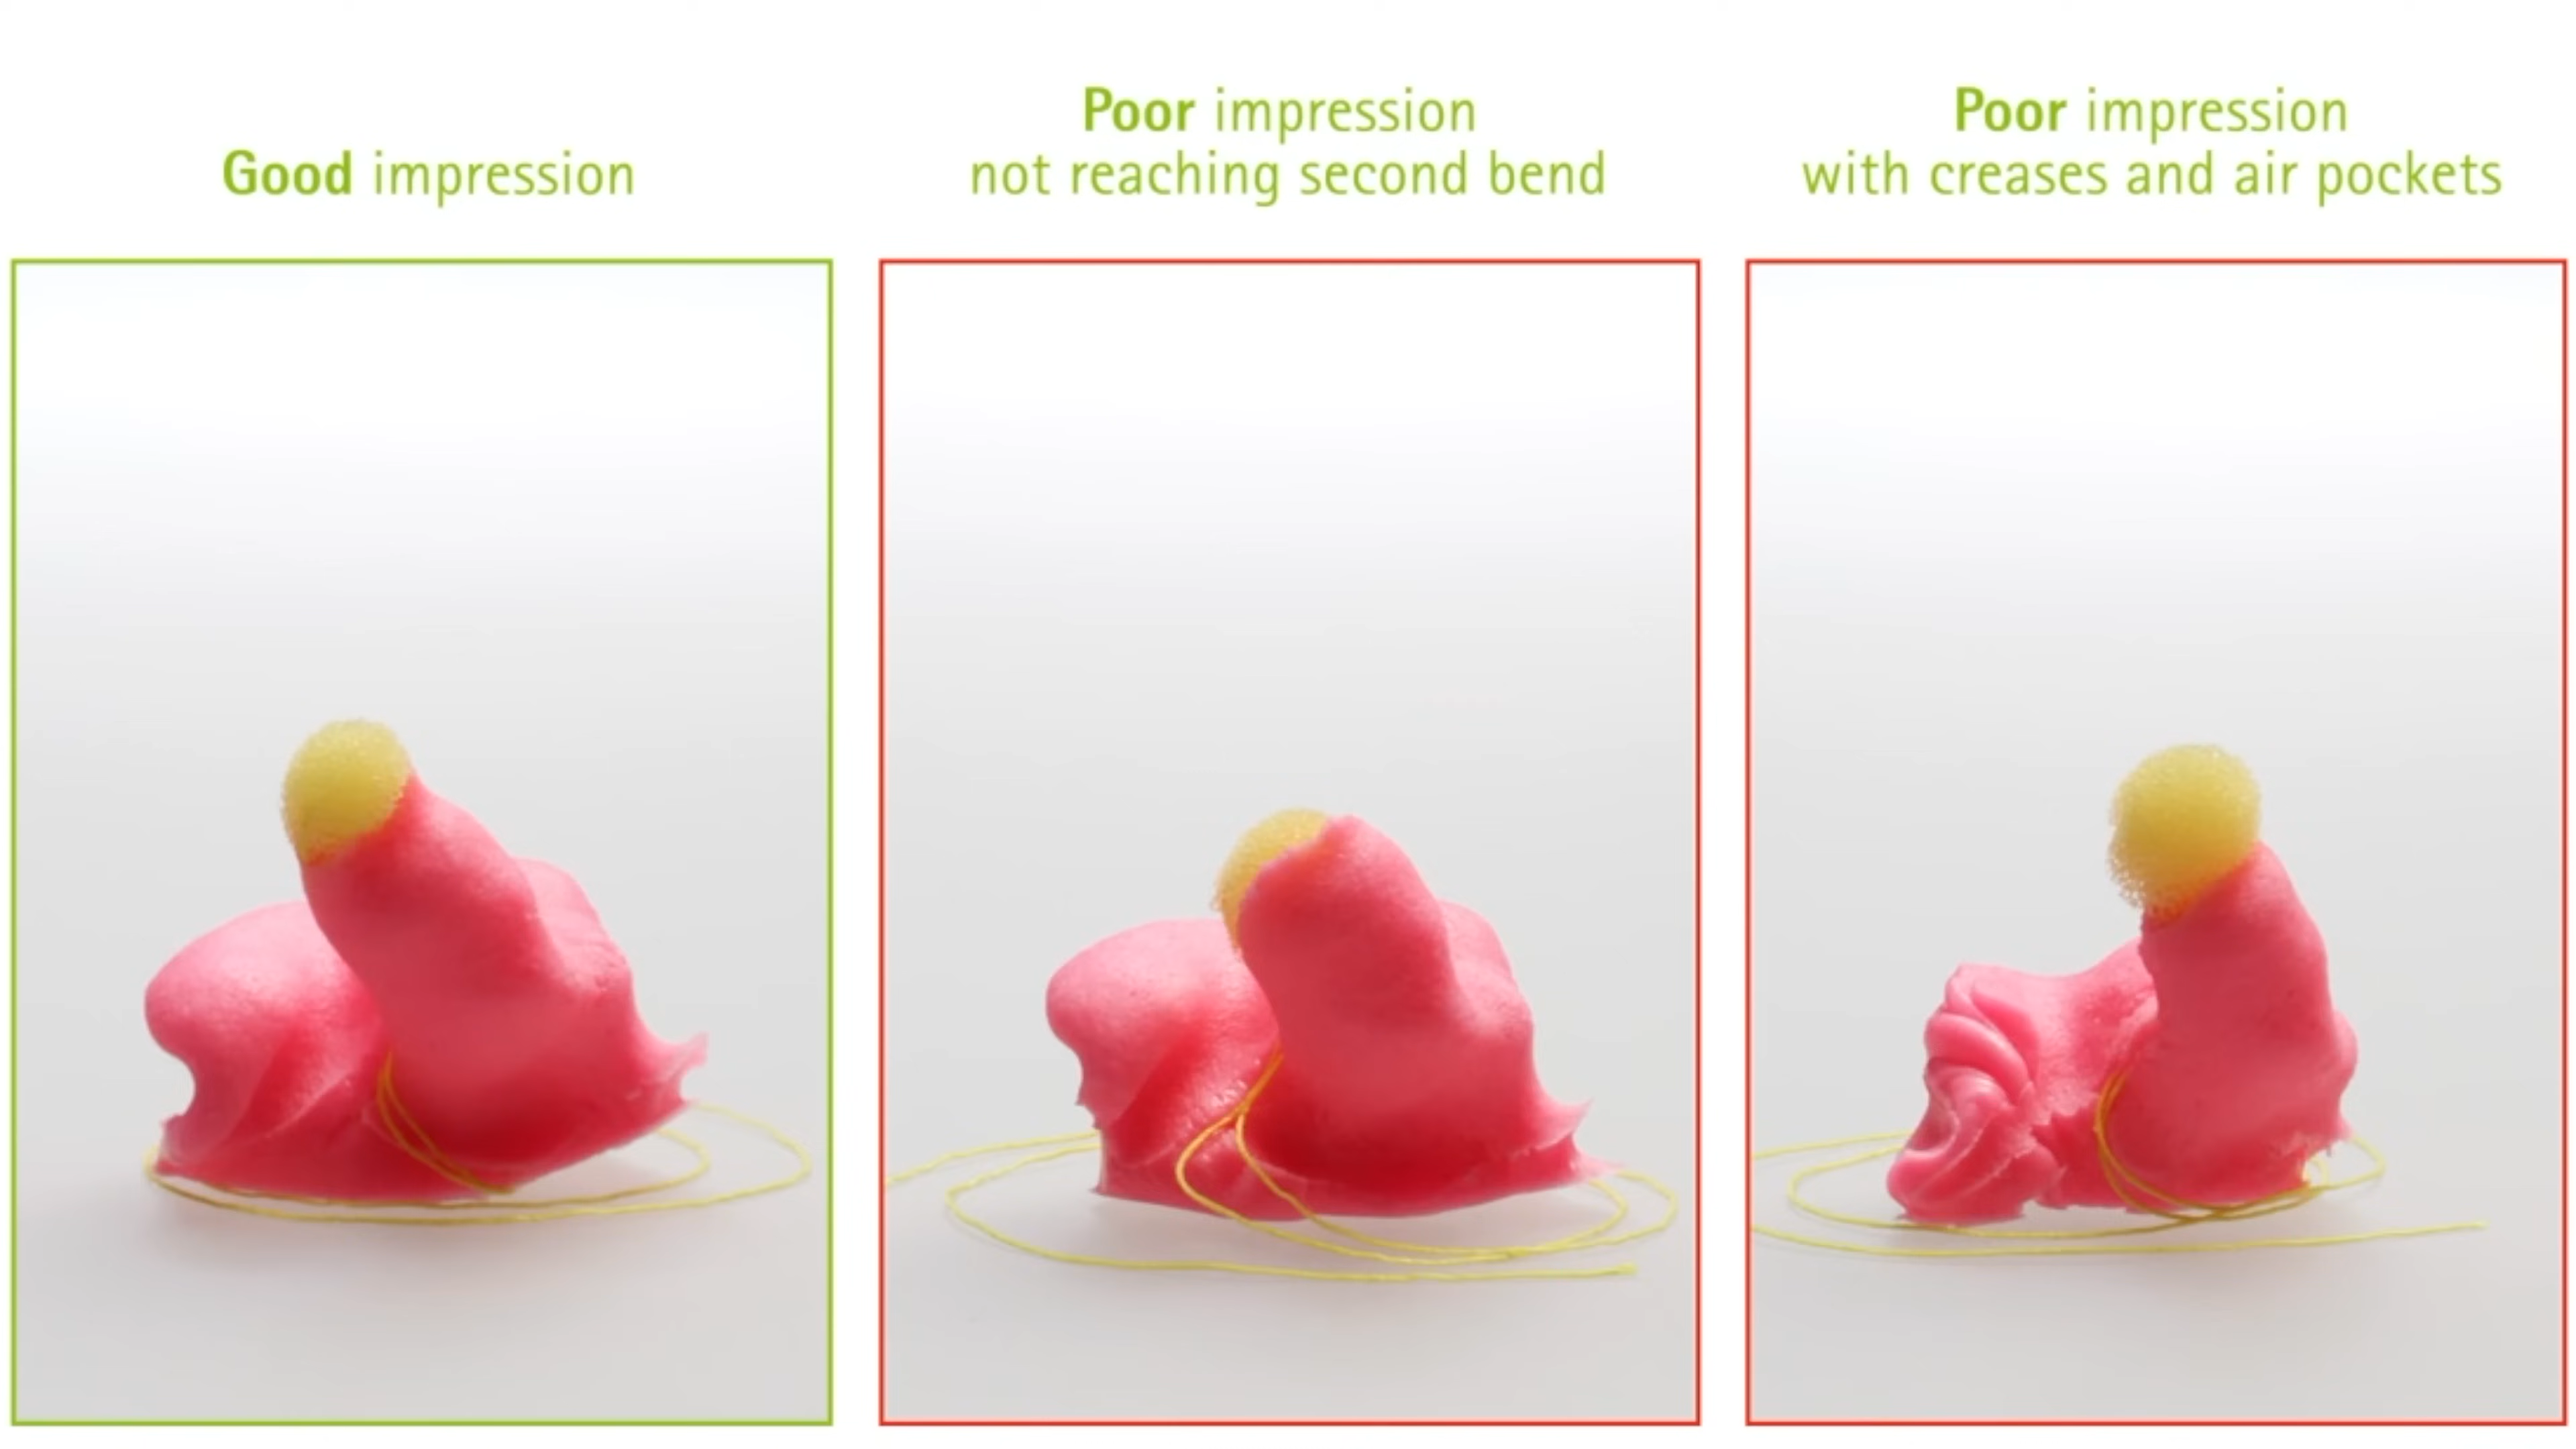 Good impression
Poor impression
not reaching second bend
Poor impression
with creases and air pockets